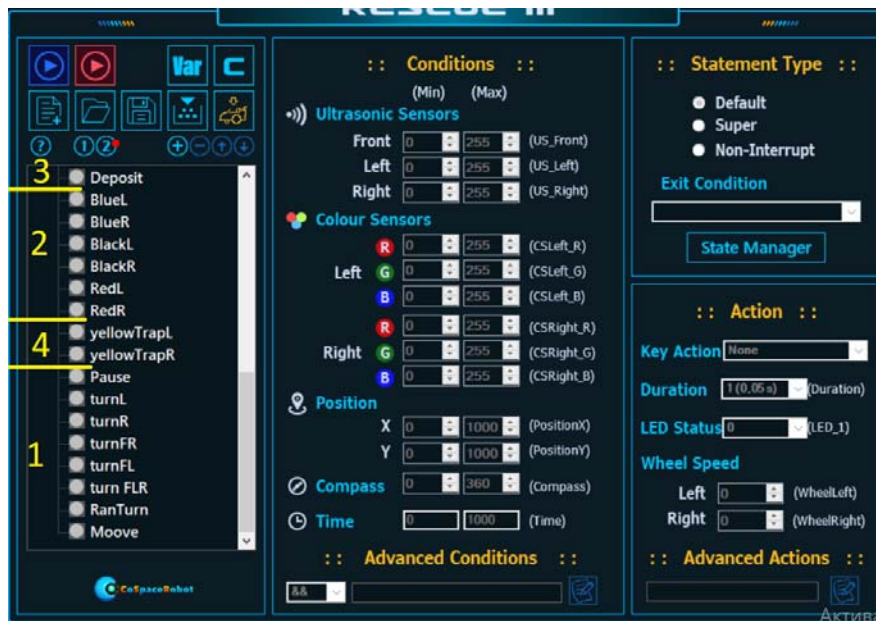 RESCUE
Var C
? 1 2
3
Deposit
BlueL
BlueR
2
BlackL
BlackR
RedL
RedR
yellowTrapL
4
yellowTrapR
Pause
turnL
turnR
turnFR
1
turnFL
turn FLR
RanTurn
Moove
CoSpaceRobot
:: Conditions ::
(Min) (Max)
Ultrasonic Sensors
Front 0 255 (US_Front)
Left 0 255 (US_Left)
Right 0 255 (US_Right)
Colour Sensors
R 0 255 (CSLeft_R)
Left G 0 255 (CSLeft_G)
B 0 255 (CSLeft_B)
R 0 255 (CSRight_R)
Right G 0 255 (CSRight_G)
B 0 255 (CSRight_B)
Position
X 0 1000 (PositionX)
Y 0 1000 (PositionY)
Compass 0 360 (Compass)
Time 0 1000 (Time)
:: Advanced Conditions ::
&&
:: Statement Type ::
Default
Super
Non-Interrupt
Exit Condition
State Manager
:: Action ::
Key Action None
Duration 1 (0,05 s) (Duration)
LED Status 0 (LED_1)
Wheel Speed
Left 0 (WheelLeft)
Right 0 (WheelRight)
:: Advanced Actions ::
Актива